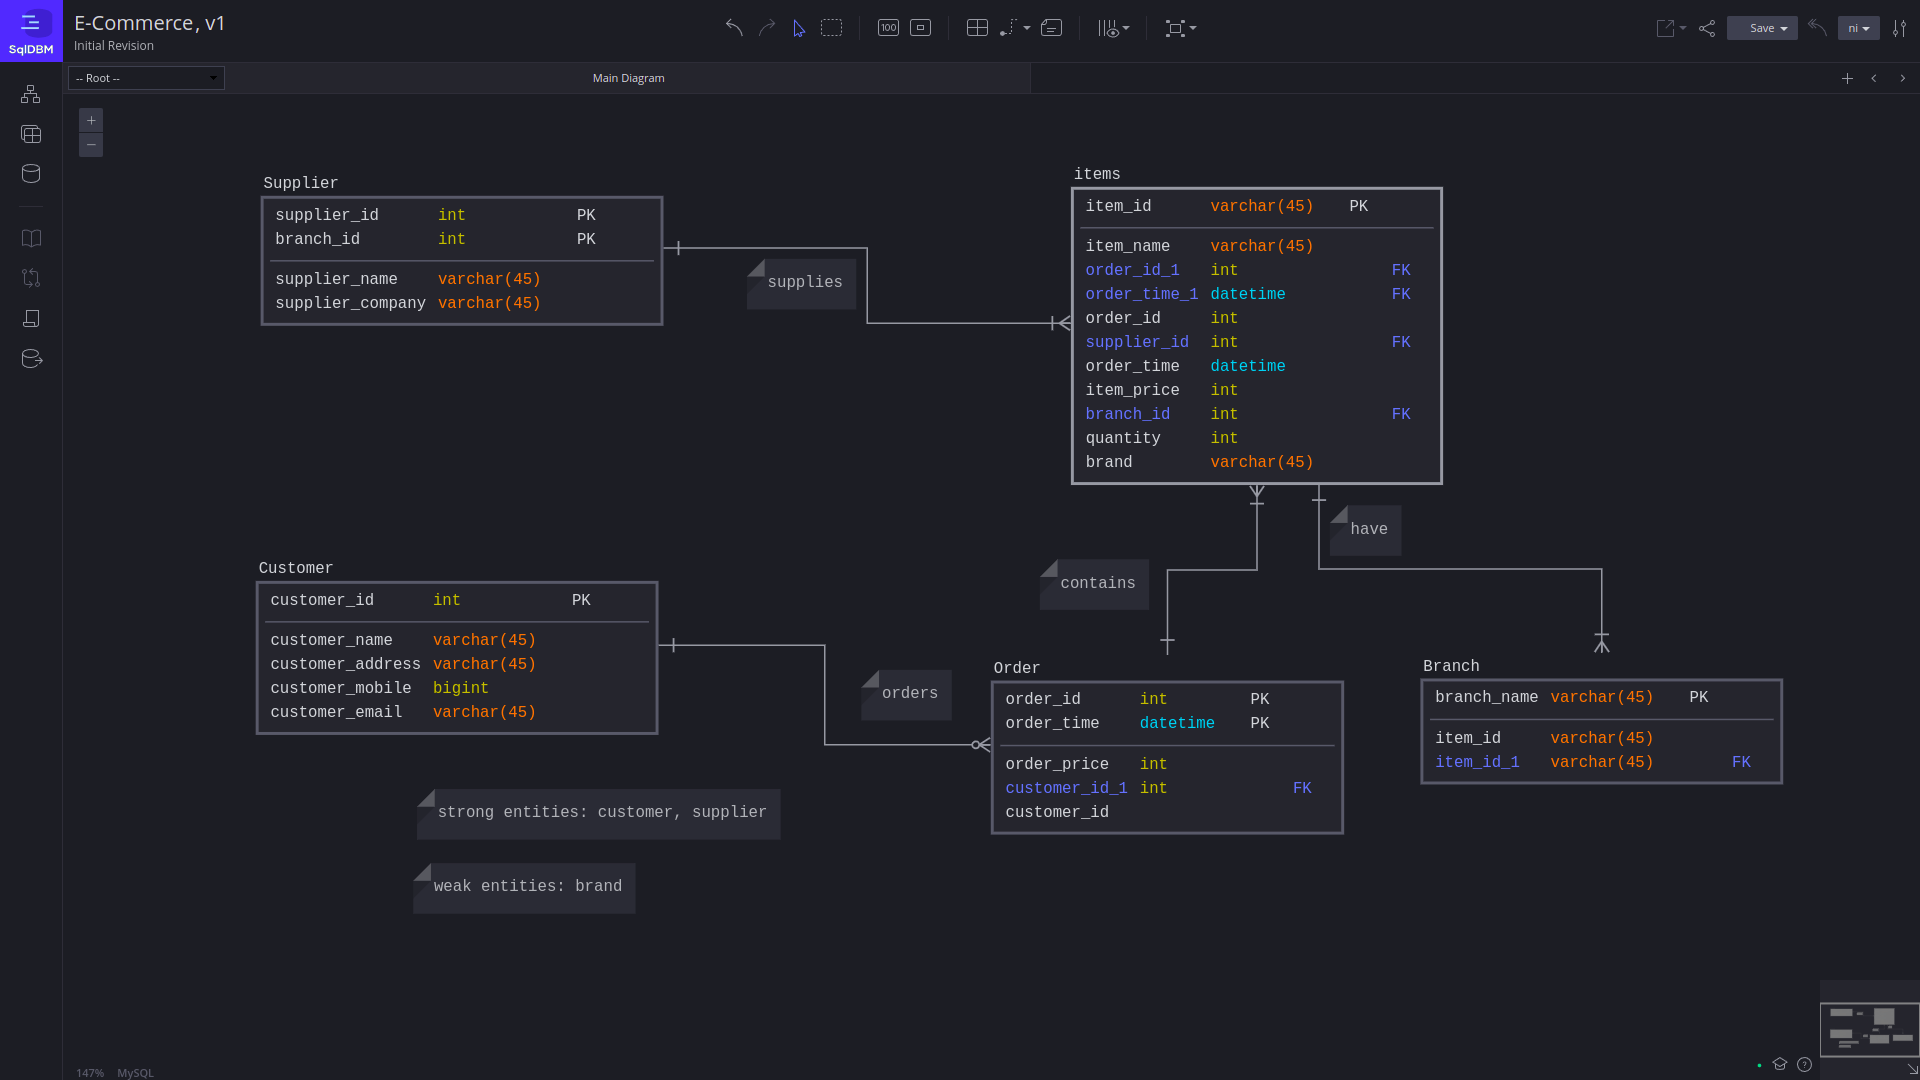 SqlDBM
E-Commerce, v1
Initial Revision
100
Save
ni
-- Root --
Main Diagram
+
−
Supplier
supplier_id int PK
branch_id int PK
supplier_name varchar(45)
supplier_company varchar(45)
supplies
items
item_id varchar(45) PK
item_name varchar(45)
order_id_1 int FK
order_time_1 datetime FK
order_id int
supplier_id int FK
order_time datetime
item_price int
branch_id int FK
quantity int
brand varchar(45)
have
contains
Customer
customer_id int PK
customer_name varchar(45)
customer_address varchar(45)
customer_mobile bigint
customer_email varchar(45)
orders
Order
order_id int PK
order_time datetime PK
order_price int
customer_id_1 int FK
customer_id
Branch
branch_name varchar(45) PK
item_id varchar(45)
item_id_1 varchar(45) FK
strong entities: customer, supplier
weak entities: brand
147% MySQL